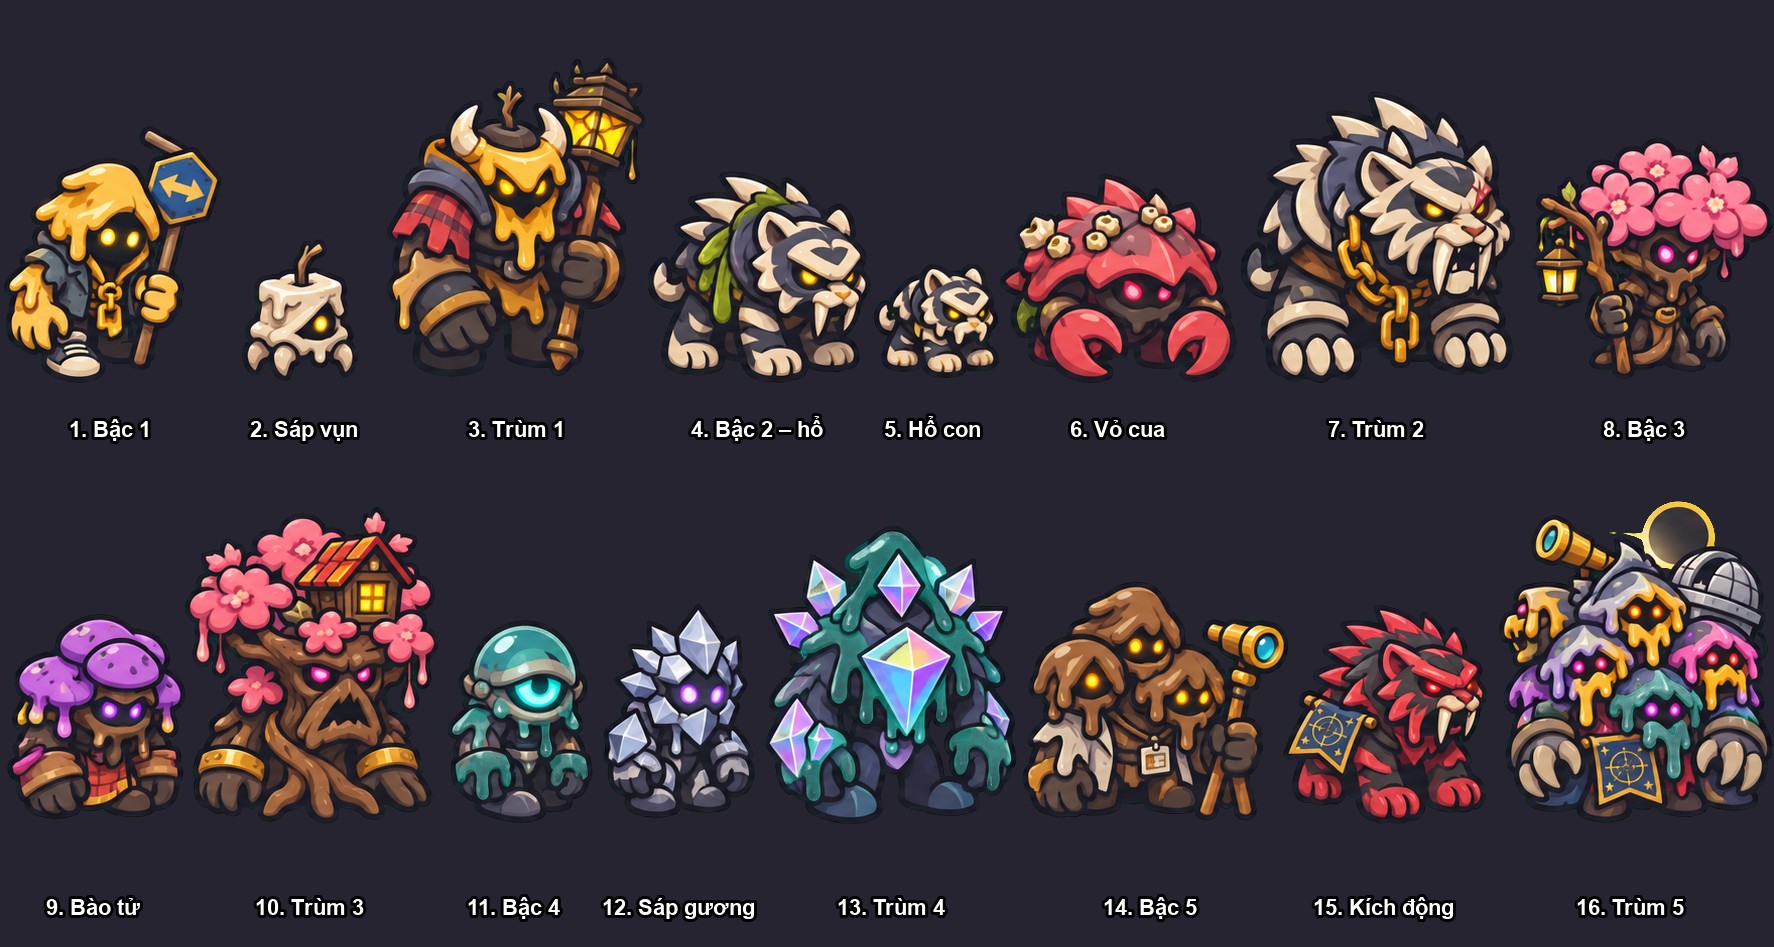 1. Bậc 1
2. Sáp vụn
3. Trùm 1
4. Bậc 2 – hổ
5. Hổ con
6. Vỏ cua
7. Trùm 2
8. Bậc 3
9. Bào tử
10. Trùm 3
11. Bậc 4
12. Sáp gương
13. Trùm 4
14. Bậc 5
15. Kích động
16. Trùm 5